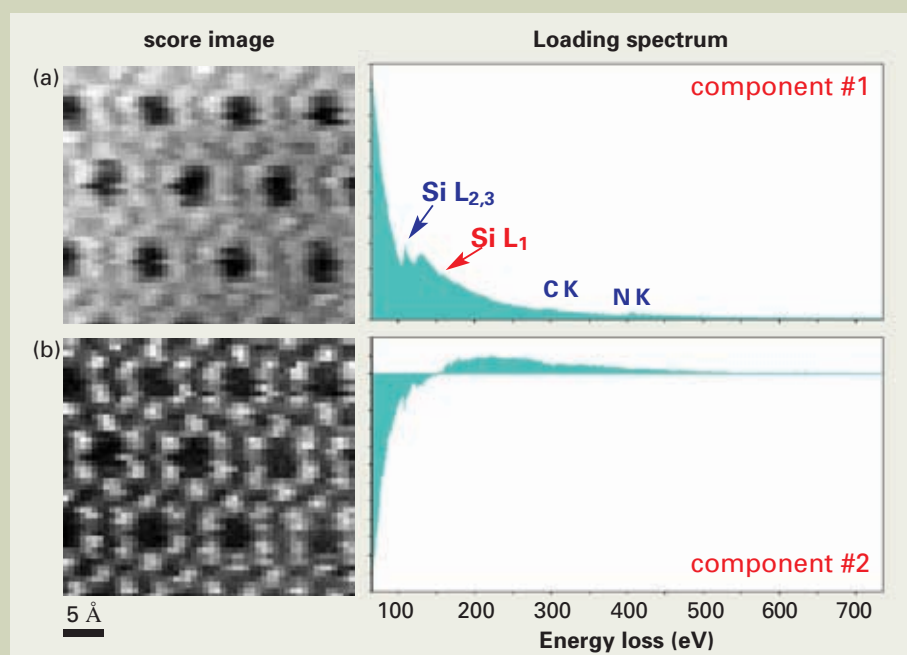 score image
Loading spectrum
(a)
component #1
Si L2,3
Si L1
C K
N K
(b)
component #2
5 Å
100 200 300 400 500 600 700
Energy loss (eV)